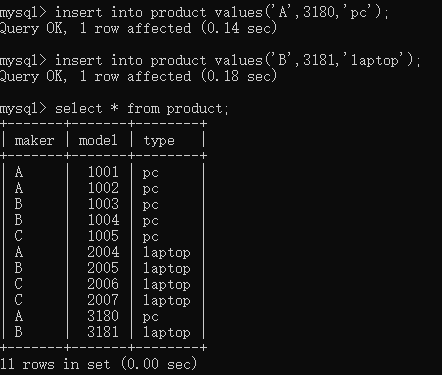 mysql> insert into product values('A',3180,'pc');
Query OK, 1 row affected (0.14 sec)

mysql> insert into product values('B',3181,'laptop');
Query OK, 1 row affected (0.18 sec)

mysql> select * from product;
+-------+-------+--------+
| maker | model | type   |
+-------+-------+--------+
| A     |  1001 | pc     |
| A     |  1002 | pc     |
| B     |  1003 | pc     |
| B     |  1004 | pc     |
| C     |  1005 | pc     |
| A     |  2004 | laptop |
| B     |  2005 | laptop |
| C     |  2006 | laptop |
| C     |  2007 | laptop |
| A     |  3180 | pc     |
| B     |  3181 | laptop |
+-------+-------+--------+
11 rows in set (0.00 sec)